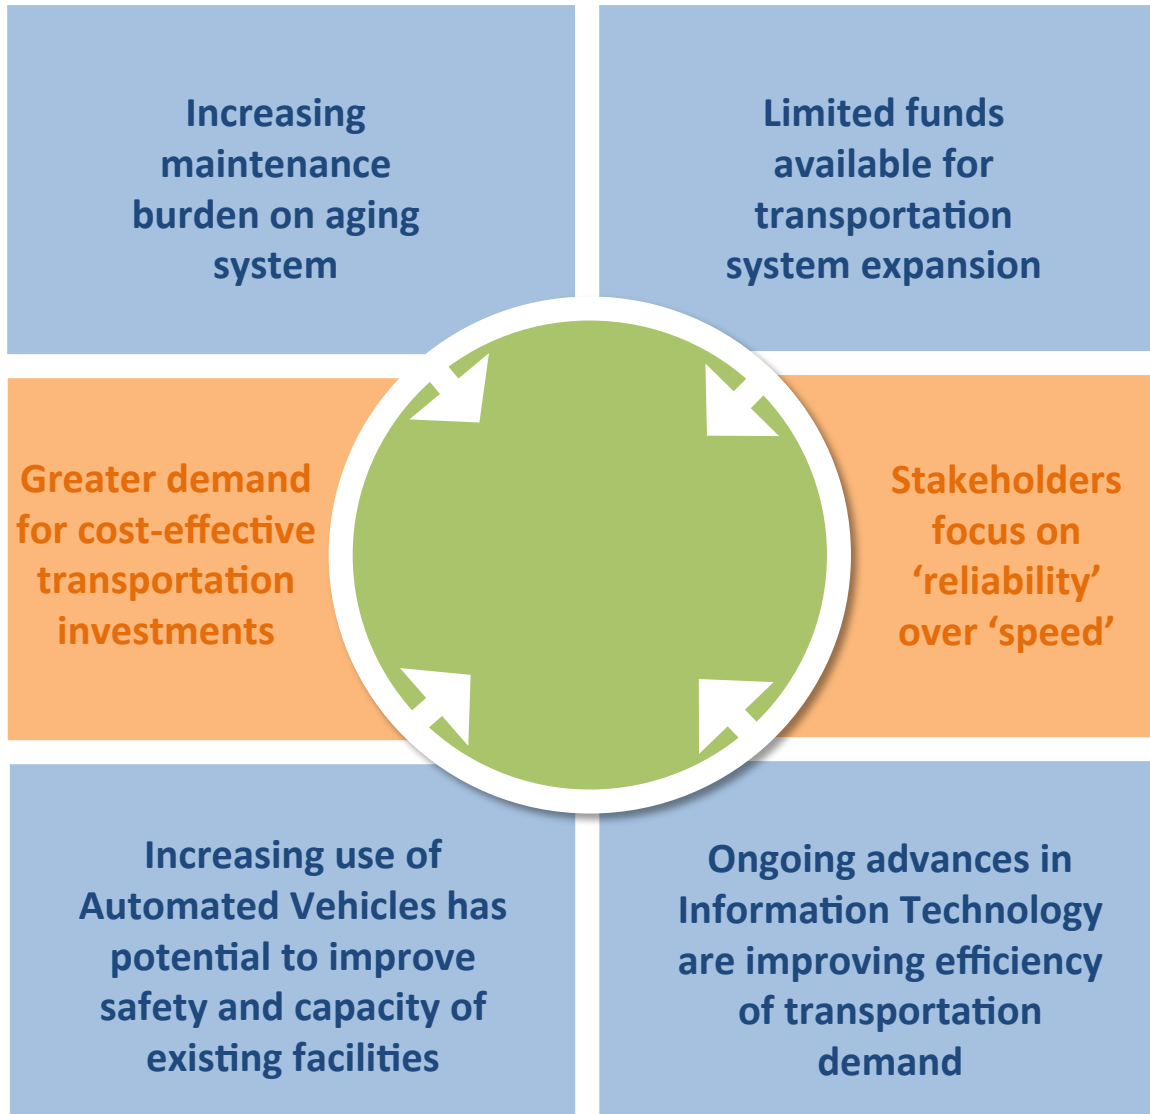 Increasing
maintenance
burden on aging
system
Limited funds
available for
transportation
system expansion
Greater demand
for cost-effective
transportation
investments
Stakeholders
focus on
‘reliability’
over ‘speed’
Increasing use of
Automated Vehicles has
potential to improve
safety and capacity of
existing facilities
Ongoing advances in
Information Technology
are improving efficiency
of transportation
demand